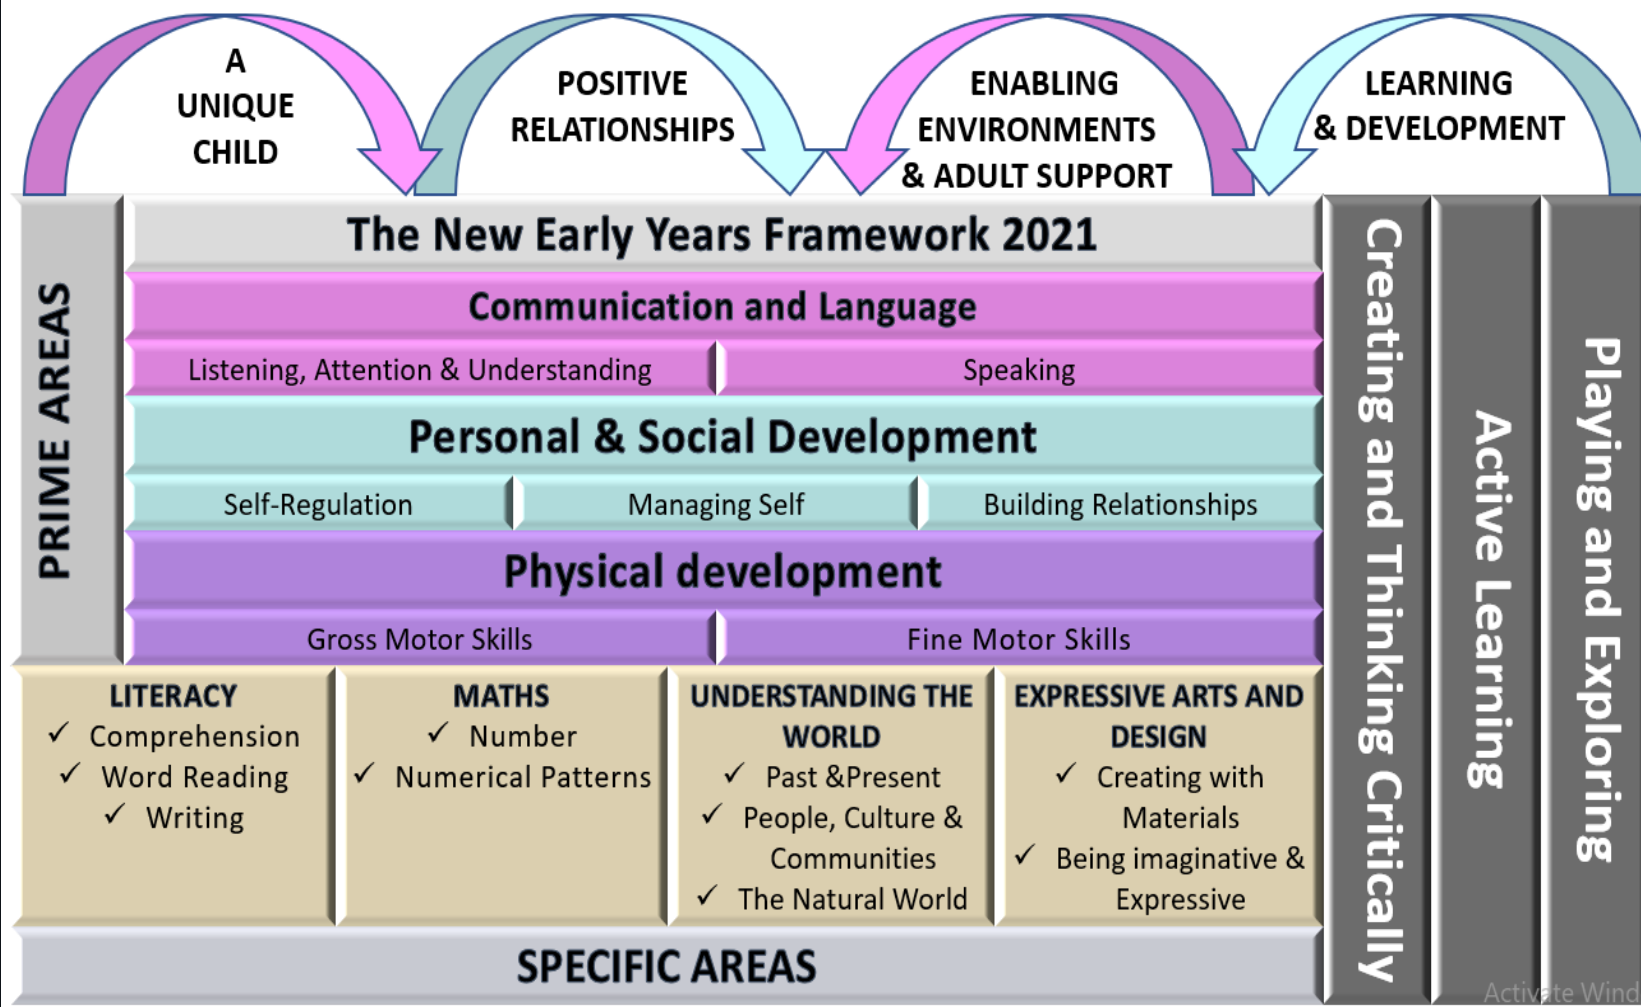 A
UNIQUE
CHILD
POSITIVE
RELATIONSHIPS
ENABLING
ENVIRONMENTS
& ADULT SUPPORT
LEARNING
& DEVELOPMENT
PRIME AREAS
The New Early Years Framework 2021
Communication and Language
Listening, Attention & Understanding
Speaking
Personal & Social Development
Self-Regulation
Managing Self
Building Relationships
Physical development
Gross Motor Skills
Fine Motor Skills
LITERACY
✓ Comprehension
✓ Word Reading
✓ Writing
MATHS
✓ Number
✓ Numerical Patterns
UNDERSTANDING THE
WORLD
✓ Past &Present
✓ People, Culture &
Communities
✓ The Natural World
EXPRESSIVE ARTS AND
DESIGN
✓ Creating with
Materials
✓ Being imaginative &
Expressive
SPECIFIC AREAS
Creating and Thinking Critically
Active Learning
Playing and Exploring
Activate Wind